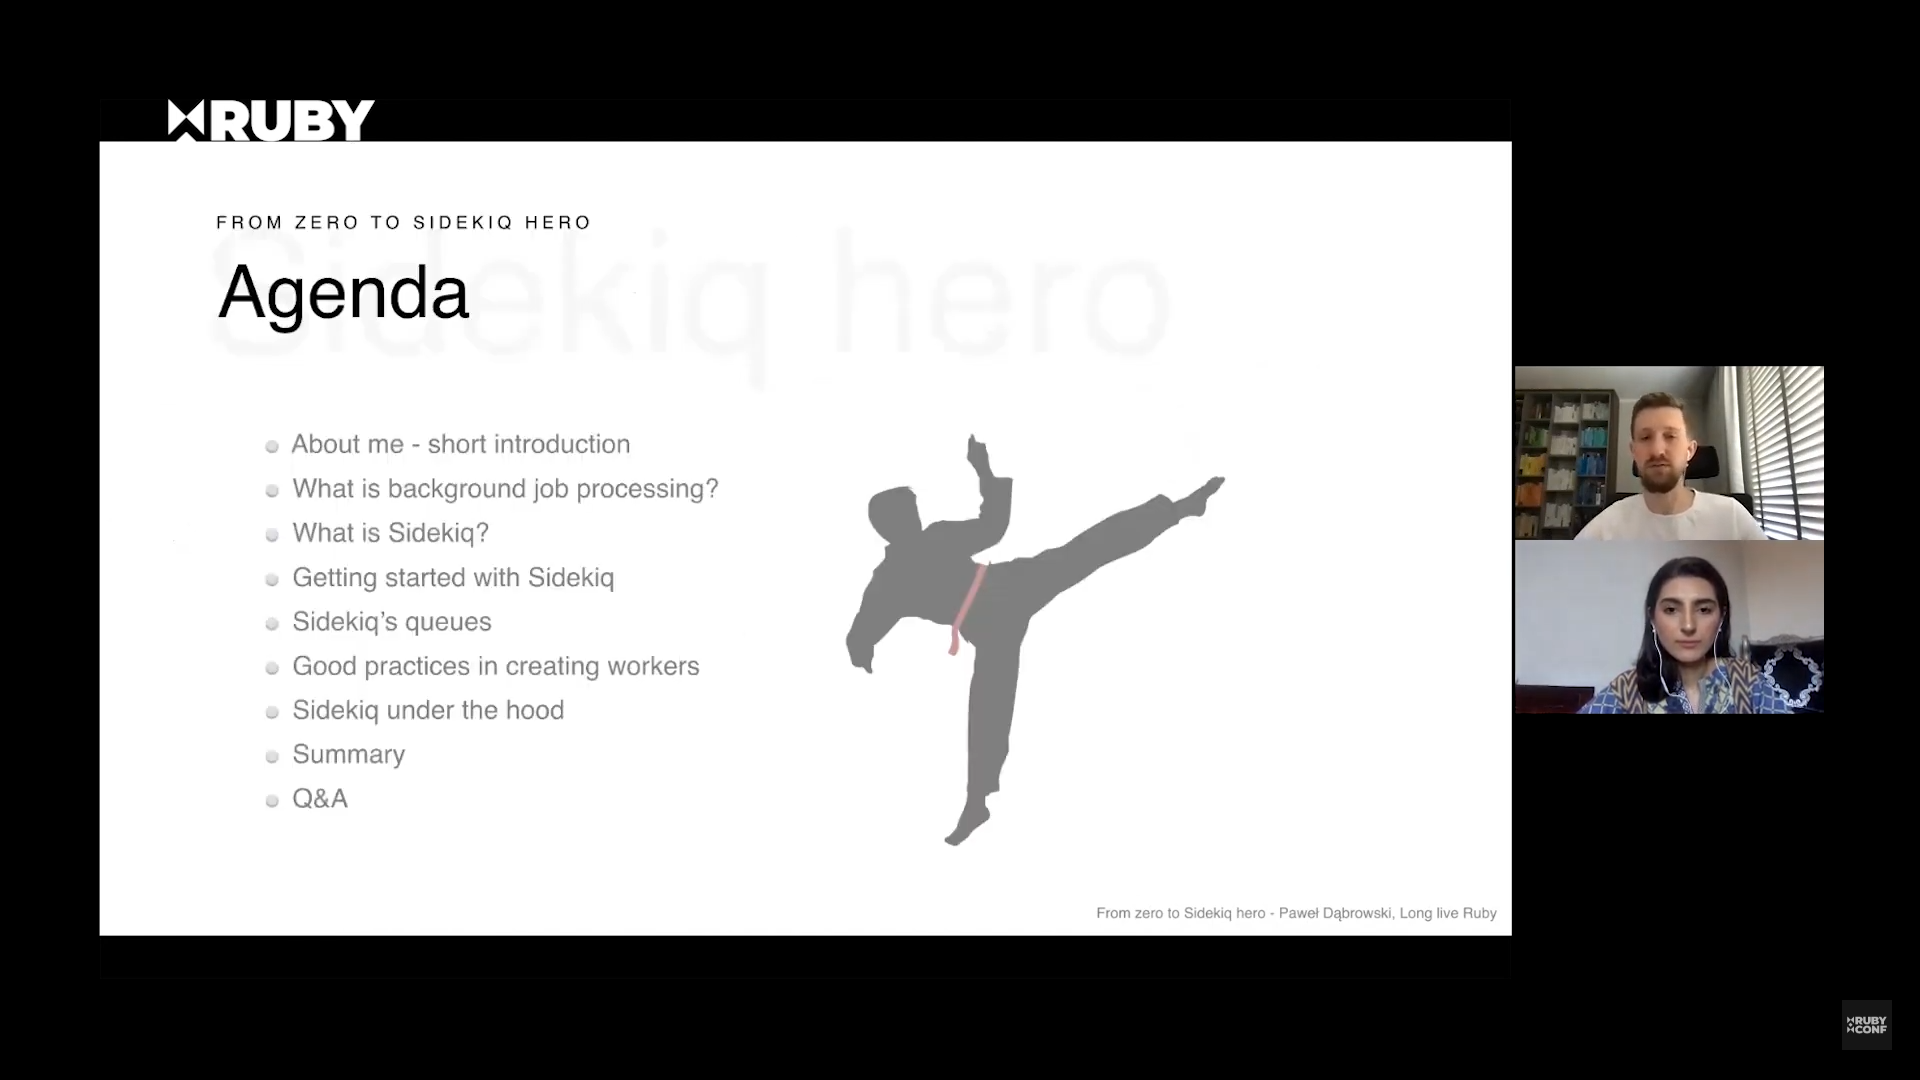 RUBY
FROM ZERO TO SIDEKIQ HERO
Sidekiq hero
Agenda
About me - short introduction
What is background job processing?
What is Sidekiq?
Getting started with Sidekiq
Sidekiq’s queues
Good practices in creating workers
Sidekiq under the hood
Summary
Q&A
From zero to Sidekiq hero - Paweł Dąbrowski, Long live Ruby
RUBY
CONF